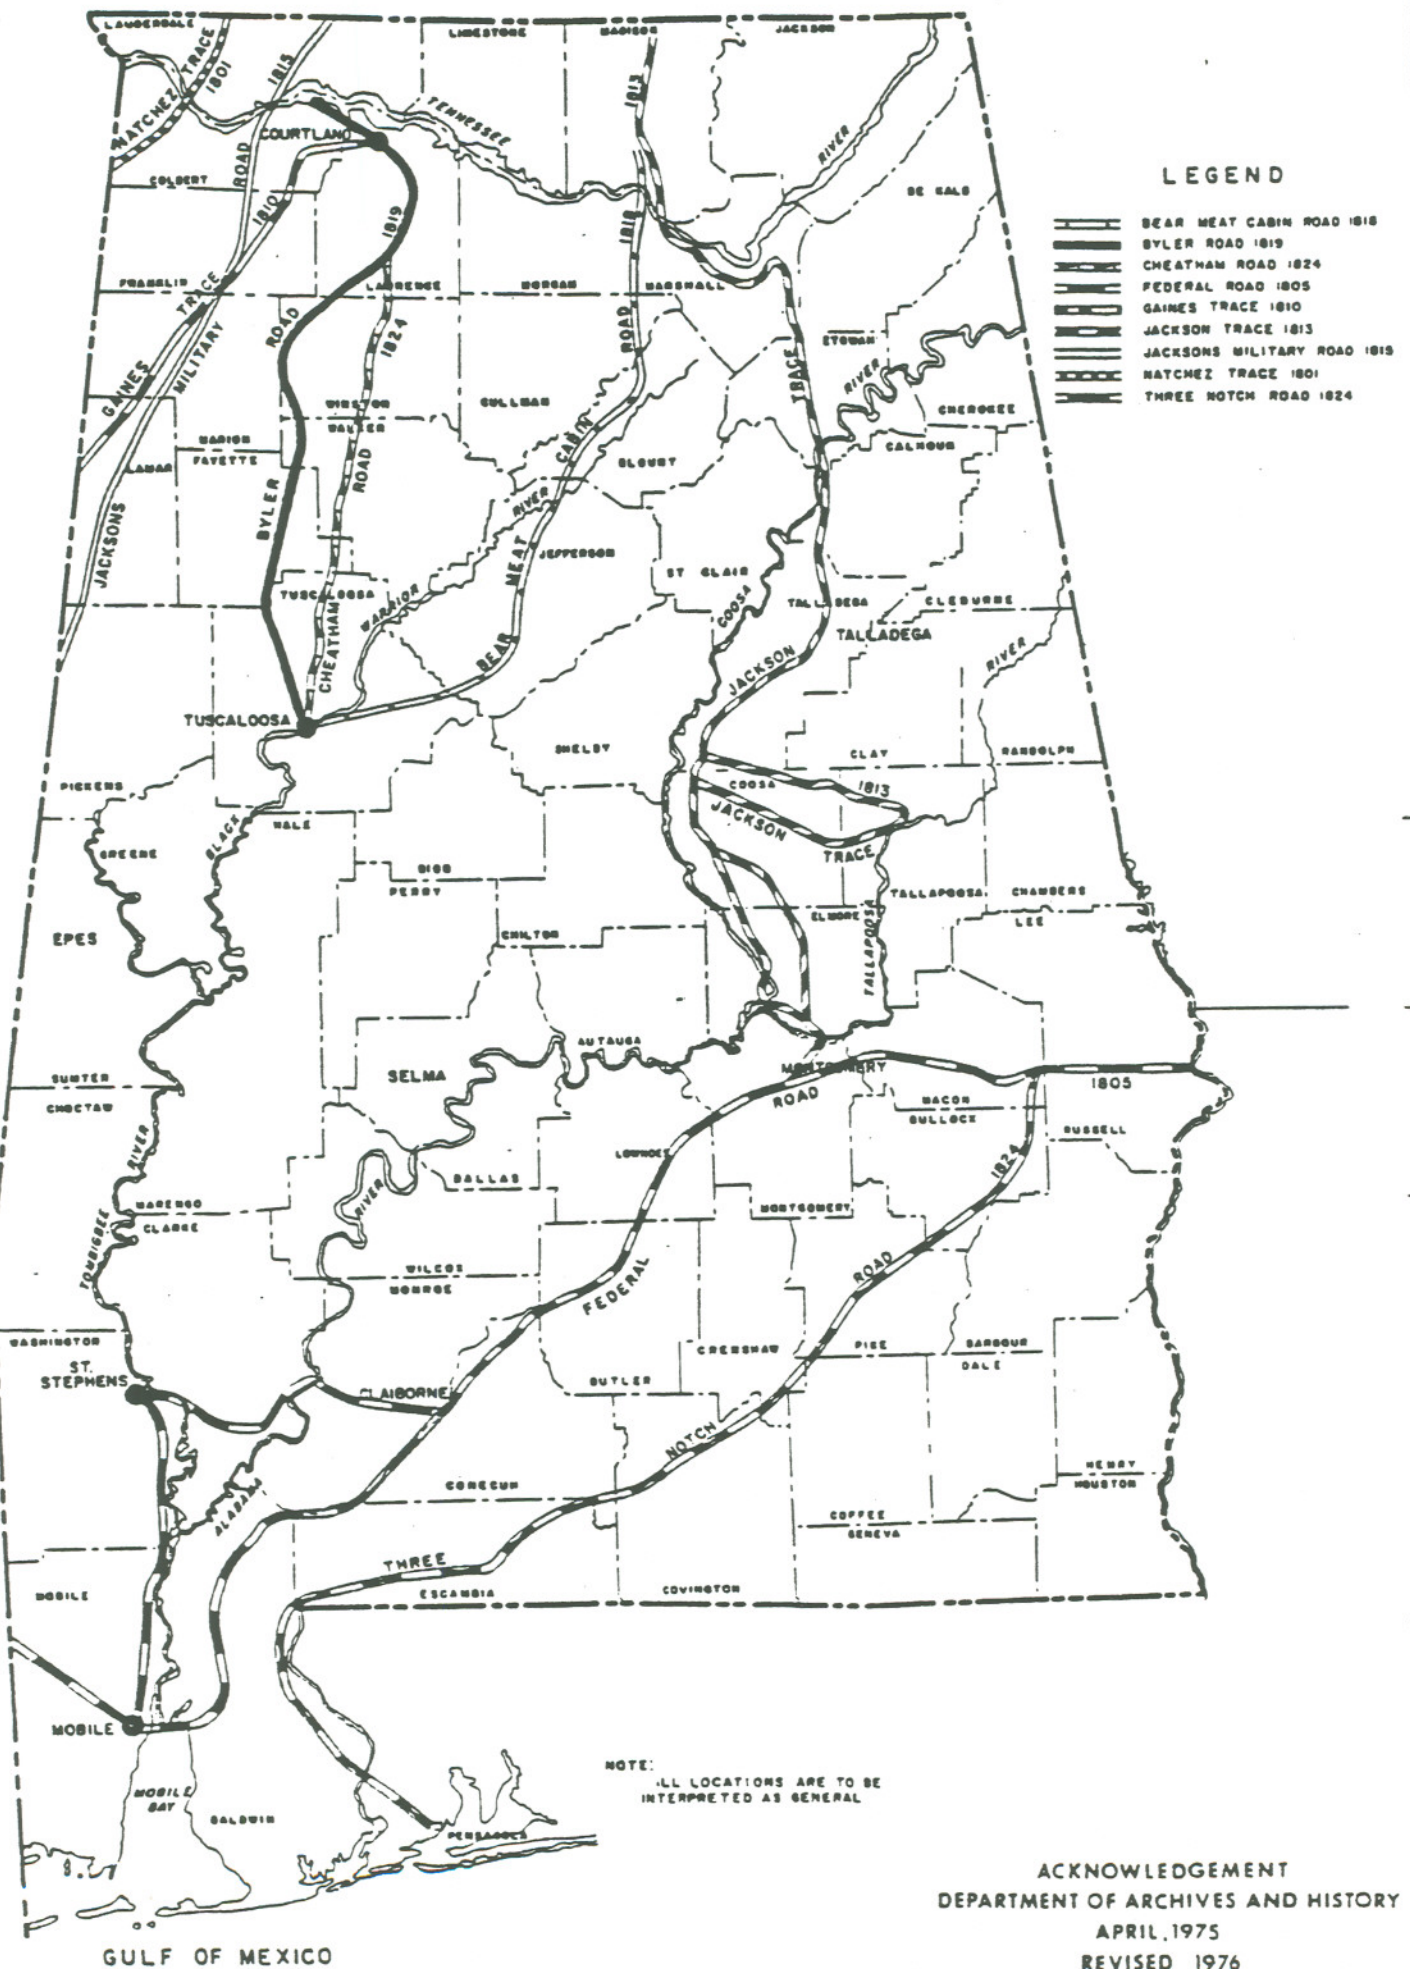 LAUDERDALE
LIMESTONE
MADISON
JACKSON
NATCHEZ TRACE
1801
1815
1813
TENNESSEE
RIVER
COURTLAND
COLBERT
ROAD
1810
1819
1818
DE KALB
LEGEND
BEAR MEAT CABIN ROAD 1818
BYLER ROAD 1819
CHEATHAM ROAD 1824
FEDERAL ROAD 1805
GAINES TRACE 1810
JACKSON TRACE 1813
JACKSONS MILITARY ROAD 1815
NATCHEZ TRACE 1801
THREE NOTCH ROAD 1824
FRANKLIN
TRACE
LAWRENCE
MORGAN
MARSHALL
ROAD
MILITARY
1824
ROAD
TRACE
ETOWAH
RIVER
GAINES
WINSTON
WALKER
CULLMAN
CHEROKEE
MARION
FAYETTE
LAMAR
ROAD
CABIN
BLOUNT
CALHOUN
BYLER
RIVER
JACKSONS
MEAT
JEFFERSON
ST CLAIR
TUSCALOOSA
WARRIOR
COOSA
TALLADEGA
CLEBURNE
CHEATHAM
BEAR
TALLADEGA
RIVER
JACKSON
TUSCALOOSA
SHELBY
CLAY
RANDOLPH
PICKENS
COOSA
1813
HALE
BLACK
JACKSON
TRACE
GREENE
BIBB
PERRY
TALLAPOOSA
CHAMBERS
EPES
CHILTON
ELMORE
LEE
TALLAPOOSA
AUTAUGA
SELMA
MONTGOMERY
SUMTER
CHOCTAW
ROAD
1805
MACON
BULLOCK
RUSSELL
RIVER
LOWNDES
1824
DALLAS
RIVER
MARENGO
CLARKE
MONTGOMERY
TOMBIGBEE
WILCOX
MONROE
FEDERAL
ROAD
WASHINGTON
CRENSHAW
PIKE
BARBOUR
DALE
ST.
STEPHENS
CLAIBORNE
BUTLER
NOTCH
ALABAMA
CONECUH
HENRY
HOUSTON
COFFEE
GENEVA
THREE
MOBILE
ESCAMBIA
COVINGTON
MOBILE
MOBILE
BAY
BALDWIN
PENSACOLA
NOTE:
LL LOCATIONS ARE TO BE
INTERPRETED AS GENERAL
GULF OF MEXICO
ACKNOWLEDGEMENT
DEPARTMENT OF ARCHIVES AND HISTORY
APRIL, 1975
REVISED 1976